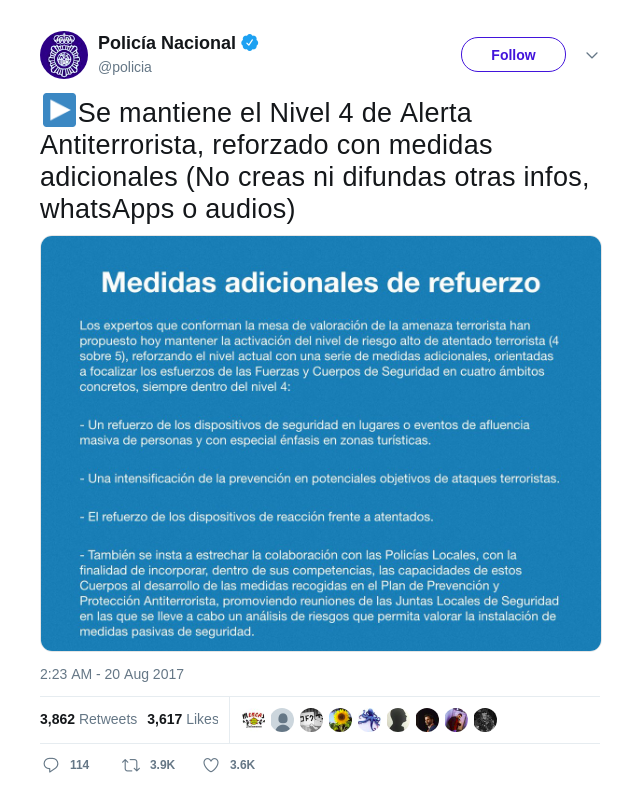 Policía Nacional
@policia
Follow
Se mantiene el Nivel 4 de Alerta
Antiterrorista, reforzado con medidas
adicionales (No creas ni difundas otras infos,
whatsApps o audios)
Medidas adicionales de refuerzo
Los expertos que conforman la mesa de valoración de la amenaza terrorista han
propuesto hoy mantener la activación del nivel de riesgo alto de atentado terrorista (4
sobre 5), reforzando el nivel actual con una serie de medidas adicionales, orientadas
a focalizar los esfuerzos de las Fuerzas y Cuerpos de Seguridad en cuatro ámbitos
concretos, siempre dentro del nivel 4:
- Un refuerzo de los dispositivos de seguridad en lugares o eventos de afluencia
masiva de personas y con especial énfasis en zonas turísticas.
- Una intensificación de la prevención en potenciales objetivos de ataques terroristas.
- El refuerzo de los dispositivos de reacción frente a atentados.
- También se insta a estrechar la colaboración con las Policías Locales, con la
finalidad de incorporar, dentro de sus competencias, las capacidades de estos
Cuerpos al desarrollo de las medidas recogidas en el Plan de Prevención y
Protección Antiterrorista, promoviendo reuniones de las Juntas Locales de Seguridad
en las que se lleve a cabo un análisis de riesgos que permita valorar la instalación de
medidas pasivas de seguridad.
2:23 AM - 20 Aug 2017
3,862 Retweets 3,617 Likes
114 3.9K 3.6K